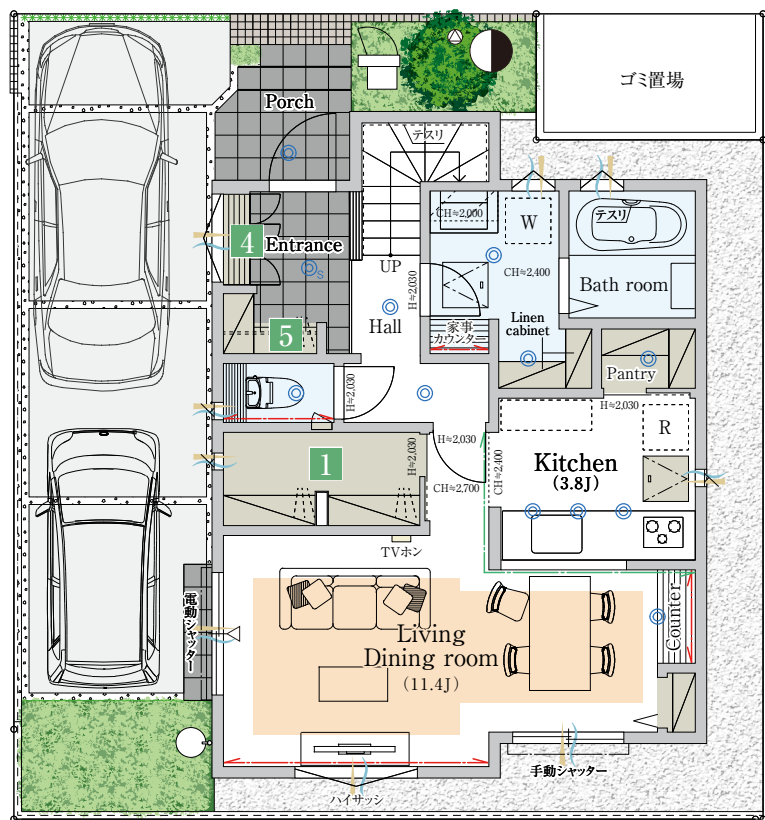 ゴミ置場
Porch
テスリ
CH≒2,000
W
テスリ
4
Entrance
S
CH≒2,400
UP
H≒2,030
Bath room
Hall
Linen
cabinet
5
家事
カウンター
Pantry
H≒2,030
H≒2,030
R
H≒2,030
1
H≒2,030
CH≒2,400
Kitchen
(3.8J)
CH≒2,700
TVホン
電動シャッター
Living
Dining room
(11.4J)
Counter
手動シャッター
ハイサッシ